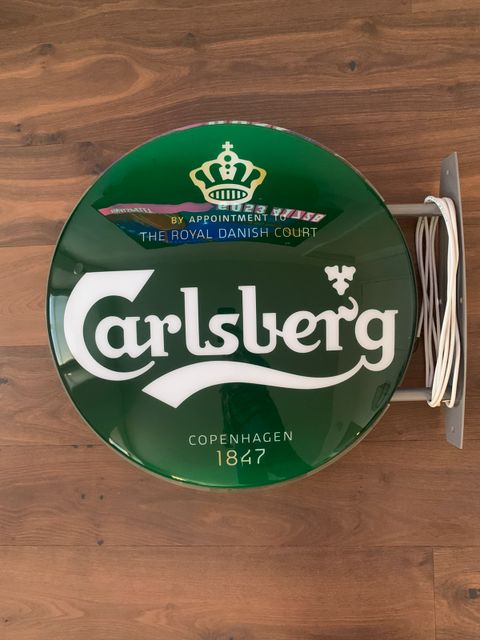 BY APPOINTMENT TO
THE ROYAL DANISH COURT
Carlsberg
COPENHAGEN
1847